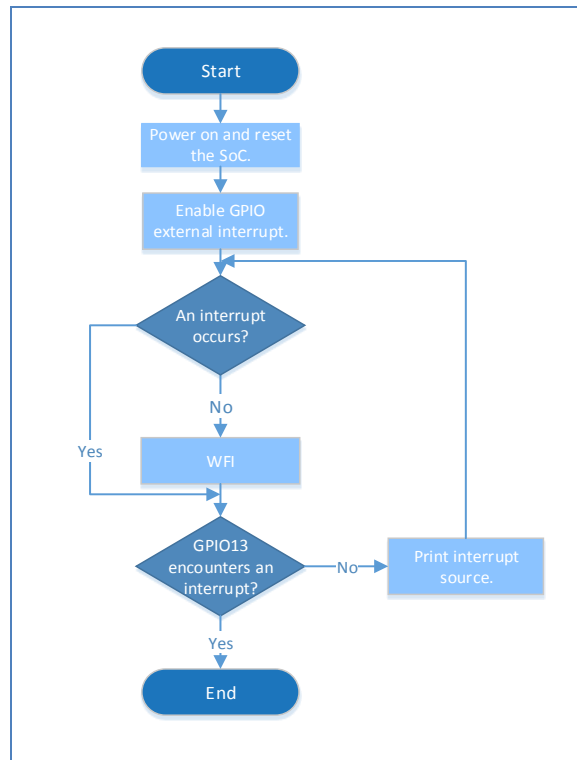 Start
Power on and reset
the SoC.
Enable GPIO
external interrupt.
An interrupt
occurs?
No
Yes
WFI
GPIO13
encounters an
interrupt?
No
Print interrupt
source.
Yes
End